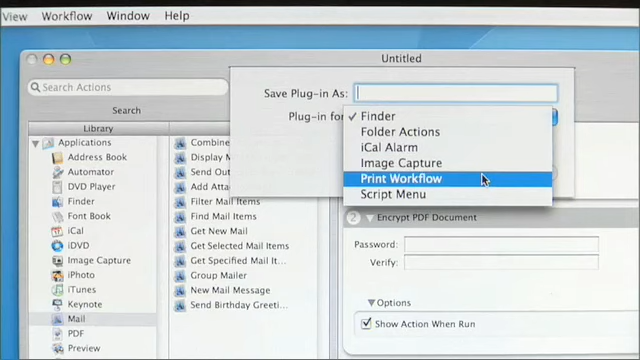 View Workflow Window Help
Untitled
Search Actions
Save Plug-in As:
Plug-in for
✓ Finder
Folder Actions
iCal Alarm
Image Capture
Print Workflow
Script Menu
Search
Library
Applications
Address Book
Automator
DVD Player
Finder
Font Book
iCal
iDVD
Image Capture
iPhoto
iTunes
Keynote
Mail
PDF
Preview
Combine
Display M
Send Out
Add Atta
Filter Mail Items
Find Mail Items
Get New Mail
Get Selected Mail Items
Get Specified Mail It...
Group Mailer
New Mail Message
Send Birthday Greeti...
2 Encrypt PDF Document
Password:
Verify:
Options
Show Action When Run